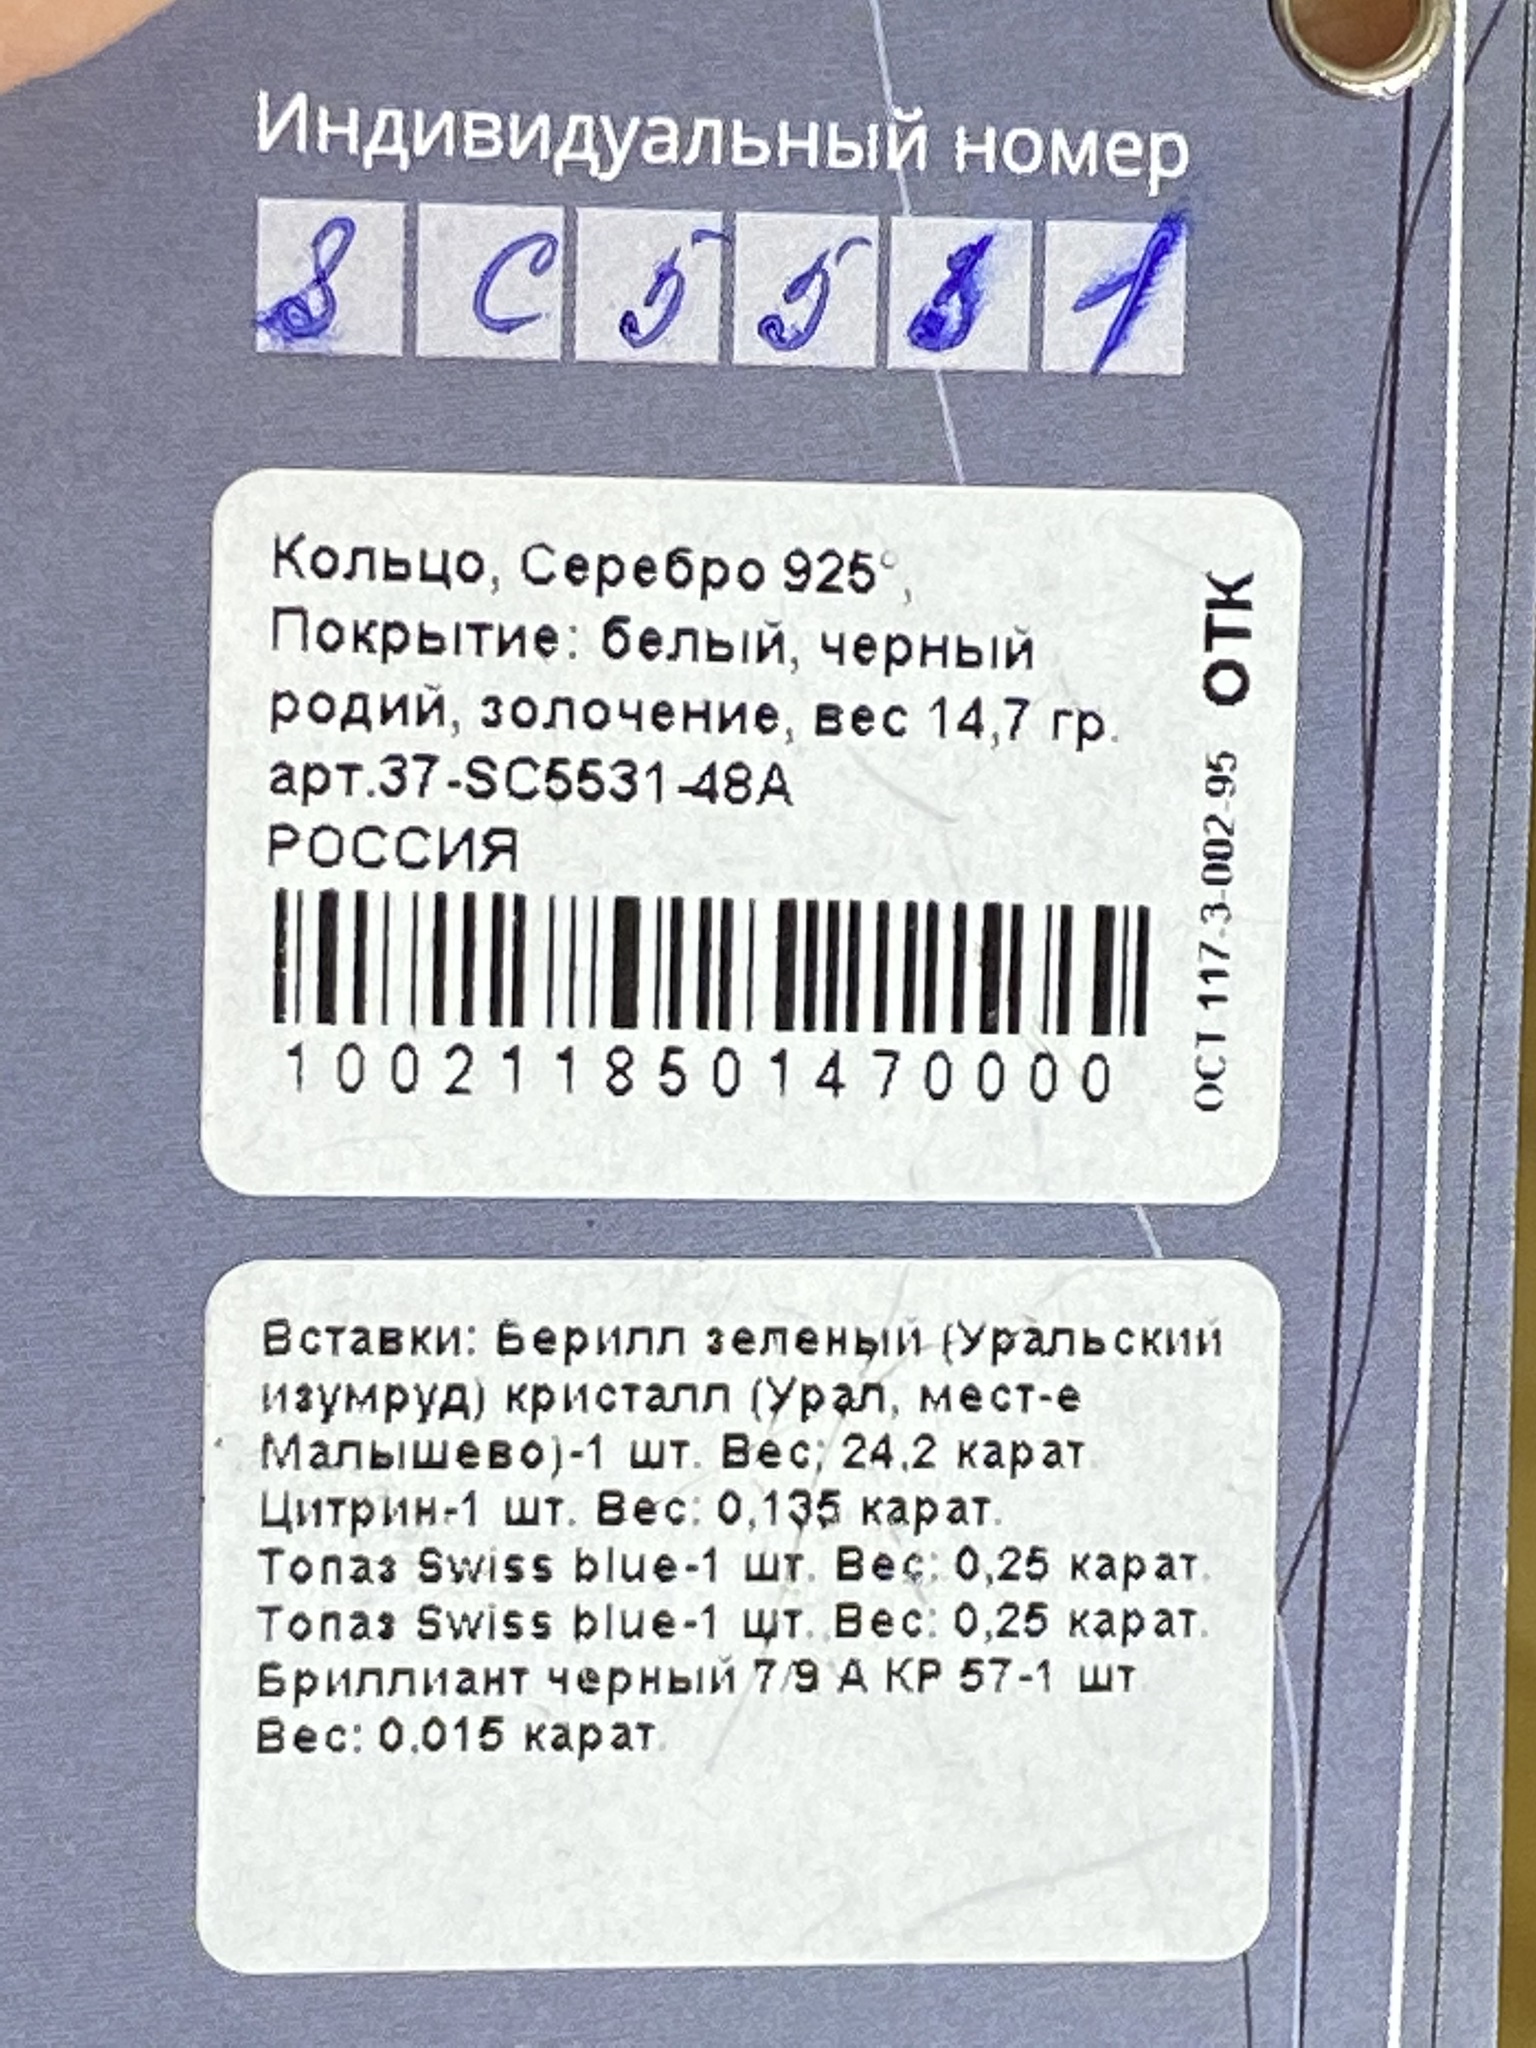 Индивидуальный номер
S C 5 5 3 1
Кольцо, Серебро 925°,
Покрытие: белый, черный
родий, золочение, вес 14,7 гр.
арт.37-SC5531-48А
РОССИЯ
1002118501470000
ОСТ 117-3-002-95 ОТК
Вставки: Берилл зеленый (Уральский
изумруд) кристалл (Урал, мест-е
Малышево)-1 шт. Вес: 24,2 карат.
Цитрин-1 шт. Вес: 0,135 карат.
Топаз Swiss blue-1 шт. Вес: 0,25 карат.
Топаз Swiss blue-1 шт. Вес: 0,25 карат.
Бриллиант черный 7/9 А КР 57-1 шт.
Вес: 0,015 карат.